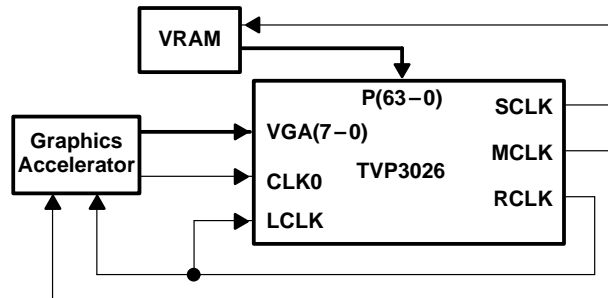 VRAM
P(63–0)
SCLK
Graphics
Accelerator
VGA(7–0)
MCLK
TVP3026
CLK0
RCLK
LCLK